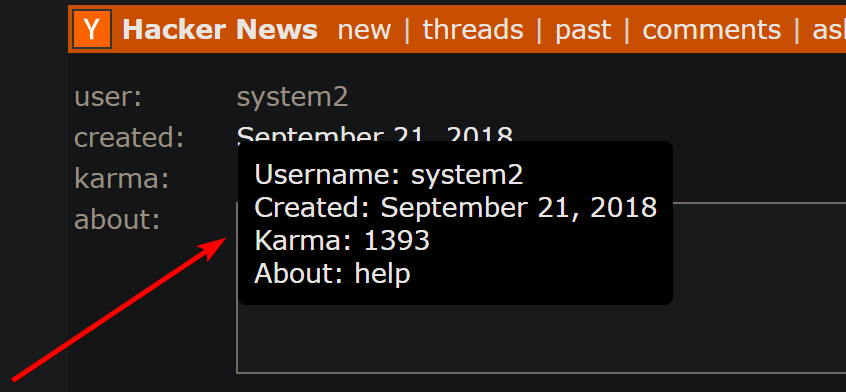 Y Hacker News new | threads | past | comments | as
user: system2
created: September 21, 2018
karma:
about:
Username: system2
Created: September 21, 2018
Karma: 1393
About: help